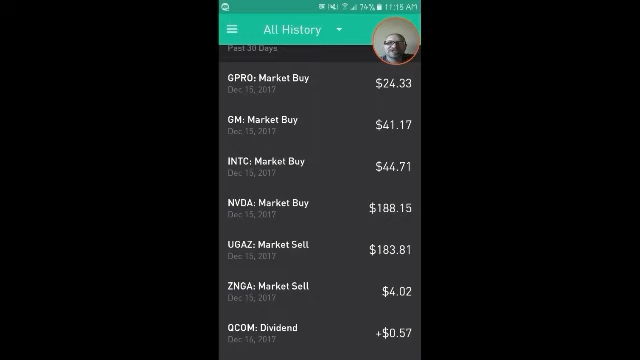 74% 11:15 AM
All History
Past 30 Days
GPRO: Market Buy
$24.33
Dec 15, 2017
GM: Market Buy
$41.17
Dec 15, 2017
INTC: Market Buy
$44.71
Dec 15, 2017
NVDA: Market Buy
$188.15
Dec 15, 2017
UGAZ: Market Sell
$183.81
Dec 15, 2017
ZNGA: Market Sell
$4.02
Dec 15, 2017
QCOM: Dividend
+$0.57
Dec 16, 2017